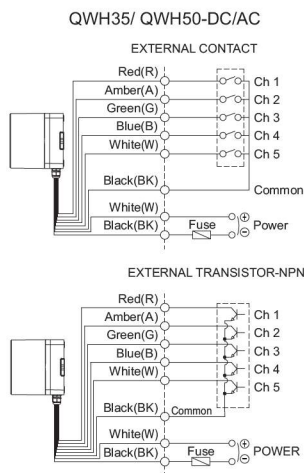 QWH35/ QWH50-DC/AC
EXTERNAL CONTACT
Red(R) Ch 1
Amber(A) Ch 2
Green(G) Ch 3
Blue(B) Ch 4
White(W) Ch 5
Black(BK) Common
White(W) ⊕
Black(BK) Fuse ⊖ Power
EXTERNAL TRANSISTOR-NPN
Red(R) Ch 1
Amber(A) Ch 2
Green(G) Ch 3
Blue(B) Ch 4
White(W) Ch 5
Black(BK) Common
White(W) ⊕
Black(BK) Fuse ⊖ POWER